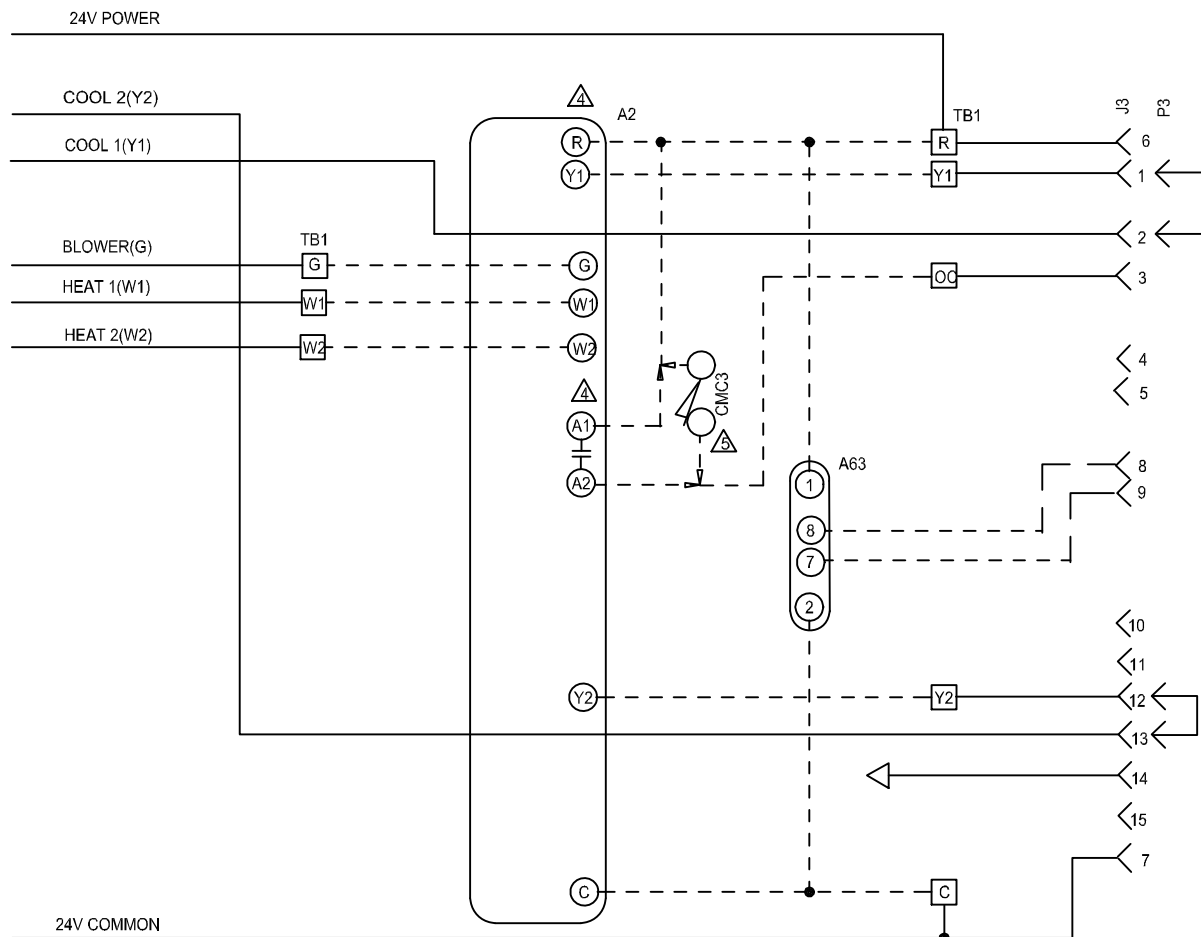 24V POWER
COOL 2(Y2)
COOL 1(Y1)
4
A2
TB1
J3
P3
R
R
6
Y1
Y1
1
2
BLOWER(G)
TB1
G
G
OC
3
HEAT 1(W1)
W1
W1
HEAT 2(W2)
W2
W2
4
4
5
CMC3
A1
5
A2
A63
1
8
9
8
7
2
10
11
Y2
Y2
12
13
14
15
7
C
C
24V COMMON